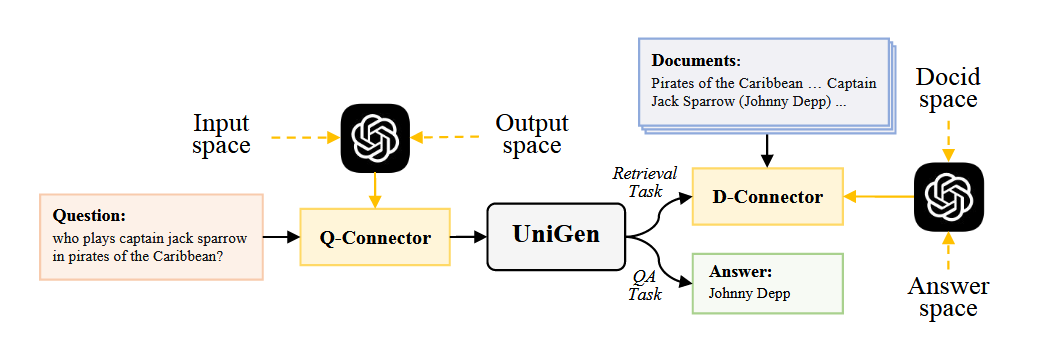 Input
space
Output
space
Question:
who plays captain jack sparrow
in pirates of the Caribbean?
Q-Connector
UniGen
Retrieval
Task
QA
Task
Documents:
Pirates of the Caribbean … Captain
Jack Sparrow (Johnny Depp) ...
D-Connector
Answer:
Johnny Depp
Docid
space
Answer
space